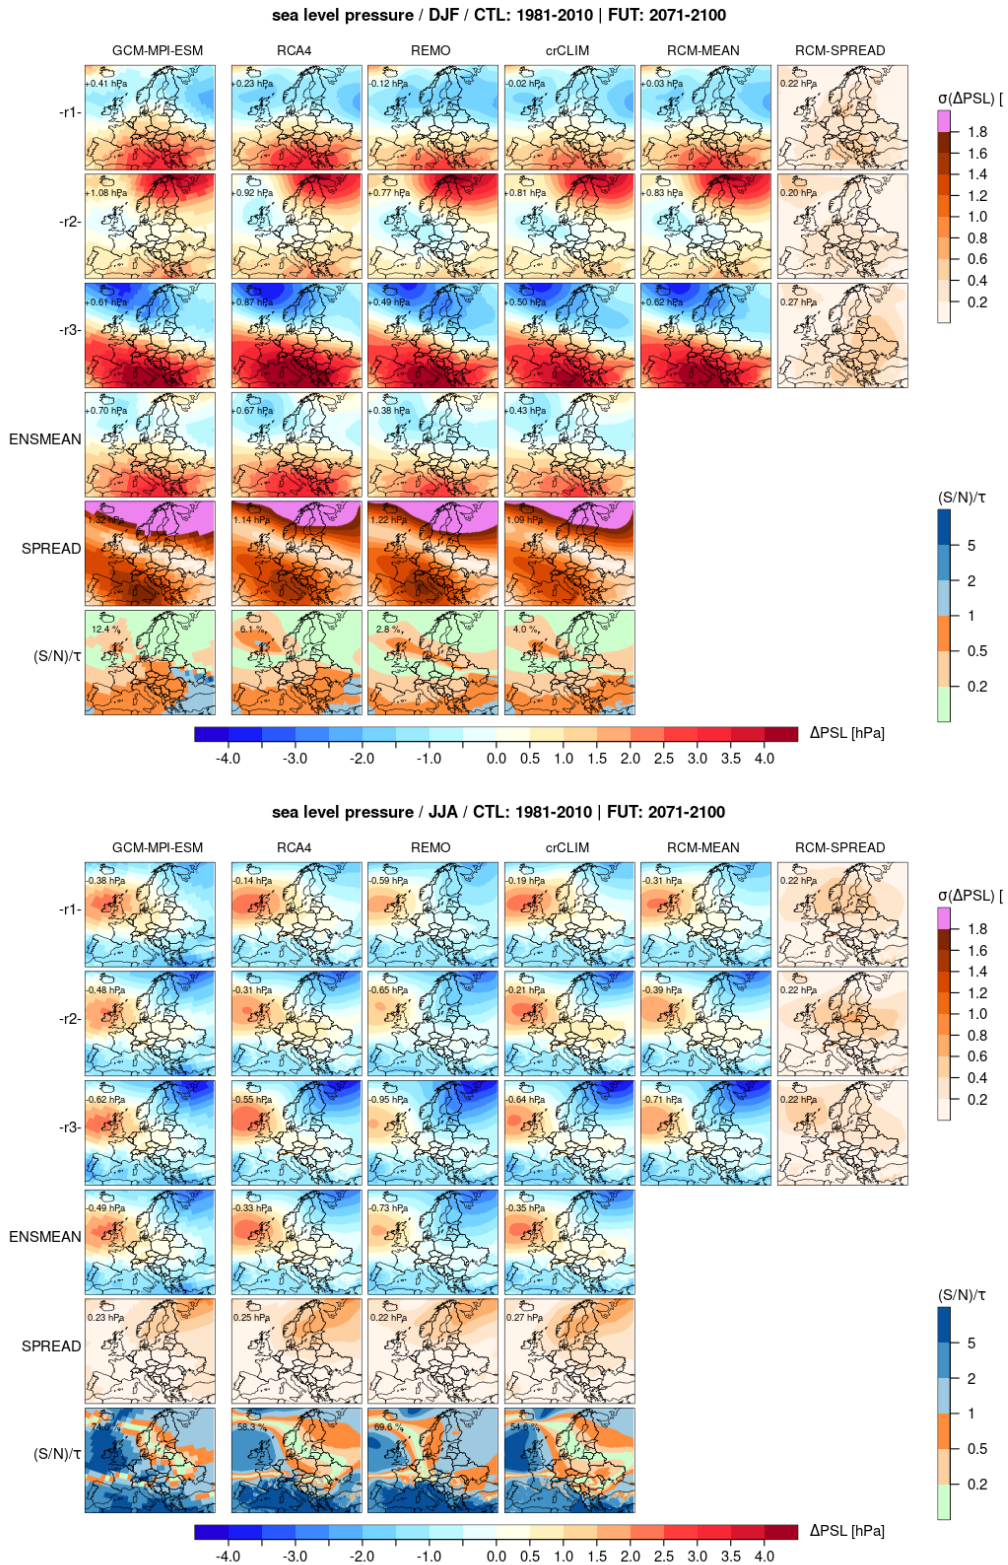 sea level pressure / DJF / CTL: 1981-2010 | FUT: 2071-2100
GCM-MPI-ESM RCA4 REMO crCLIM RCM-MEAN RCM-SPREAD
-r1- +0.41 hPa +0.23 hPa -0.12 hPa -0.02 hPa +0.03 hPa 0.22 hPa
-r2- +1.08 hPa +0.92 hPa +0.77 hPa +0.81 hPa +0.83 hPa 0.20 hPa
-r3- +0.61 hPa +0.87 hPa +0.49 hPa +0.50 hPa +0.62 hPa 0.27 hPa
ENSMEAN +0.70 hPa +0.67 hPa +0.38 hPa +0.43 hPa
SPREAD 1.32 hPa 1.14 hPa 1.22 hPa 1.09 hPa
(S/N)/τ 12.4 % 6.1 % 2.8 % 4.0 %
σ(ΔPSL) [
1.8
1.6
1.4
1.2
1.0
0.8
0.6
0.4
0.2
(S/N)/τ
5
2
1
0.5
0.2
ΔPSL [hPa]
-4.0 -3.0 -2.0 -1.0 0.0 0.5 1.0 1.5 2.0 2.5 3.0 3.5 4.0
sea level pressure / JJA / CTL: 1981-2010 | FUT: 2071-2100
GCM-MPI-ESM RCA4 REMO crCLIM RCM-MEAN RCM-SPREAD
-r1- -0.38 hPa -0.14 hPa -0.59 hPa -0.19 hPa -0.31 hPa 0.22 hPa
-r2- -0.48 hPa -0.31 hPa -0.65 hPa -0.21 hPa -0.39 hPa 0.22 hPa
-r3- -0.62 hPa -0.55 hPa -0.95 hPa -0.64 hPa -0.71 hPa 0.22 hPa
ENSMEAN -0.49 hPa -0.33 hPa -0.73 hPa -0.35 hPa
SPREAD 0.23 hPa 0.25 hPa 0.22 hPa 0.27 hPa
(S/N)/τ 58.3 % 69.6 %
σ(ΔPSL) [
1.8
1.6
1.4
1.2
1.0
0.8
0.6
0.4
0.2
(S/N)/τ
5
2
1
0.5
0.2
ΔPSL [hPa]
-4.0 -3.0 -2.0 -1.0 0.0 0.5 1.0 1.5 2.0 2.5 3.0 3.5 4.0